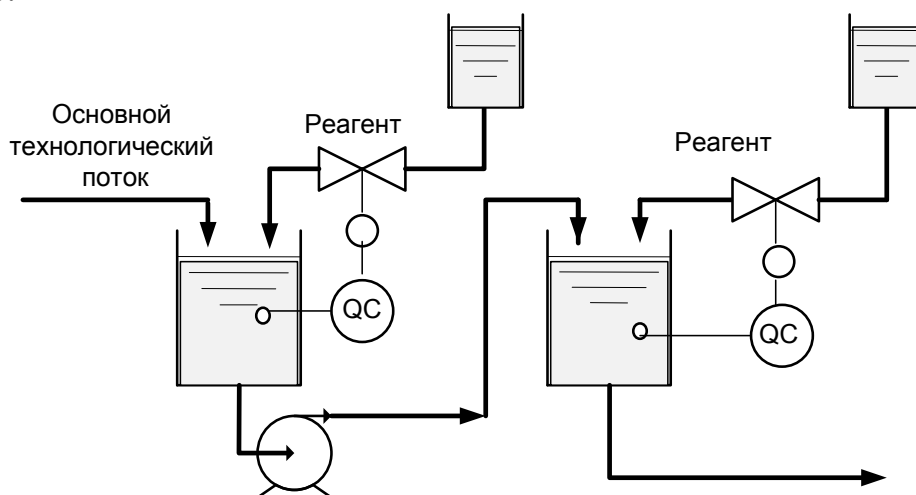 Основной
технологический
поток
Реагент
Реагент
QC
QC